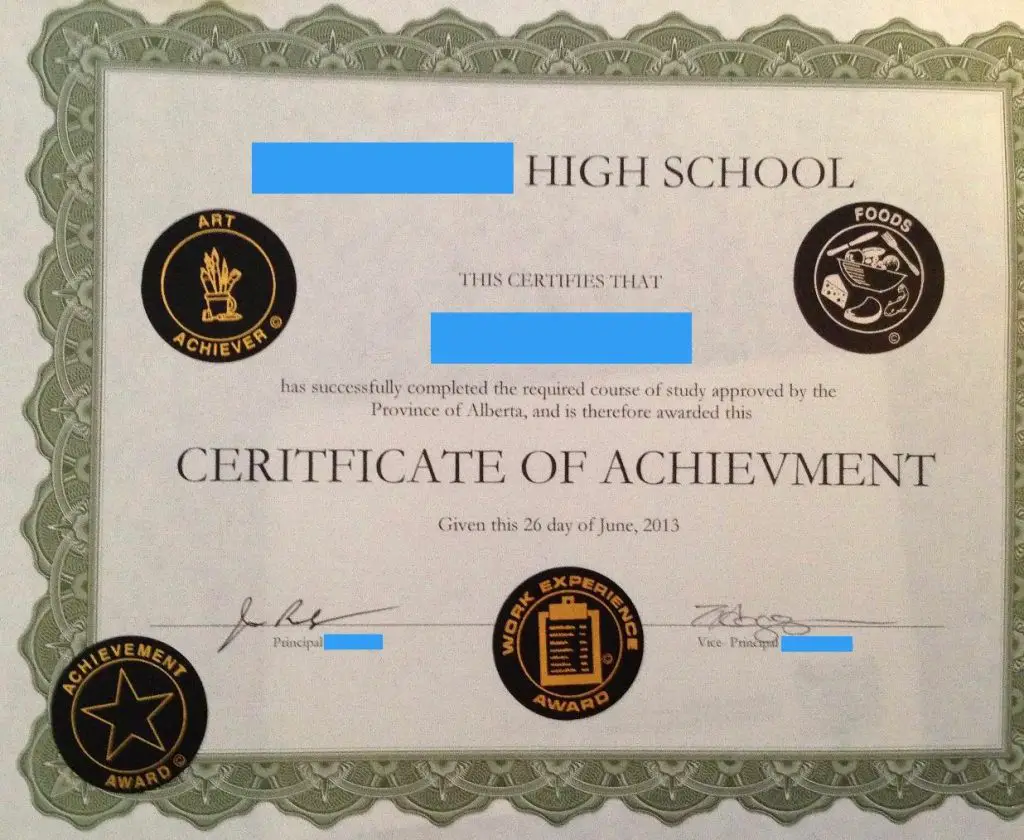 HIGH SCHOOL
ART
ACHIEVER ©
FOODS
©
THIS CERTIFIES THAT
has successfully completed the required course of study approved by the
Province of Alberta, and is therefore awarded this
CERITFICATE OF ACHIEVMENT
Given this 26 day of June, 2013
Principal
Vice- Principal
WORK EXPERIENCE
©
AWARD
ACHIEVEMENT
AWARD ©